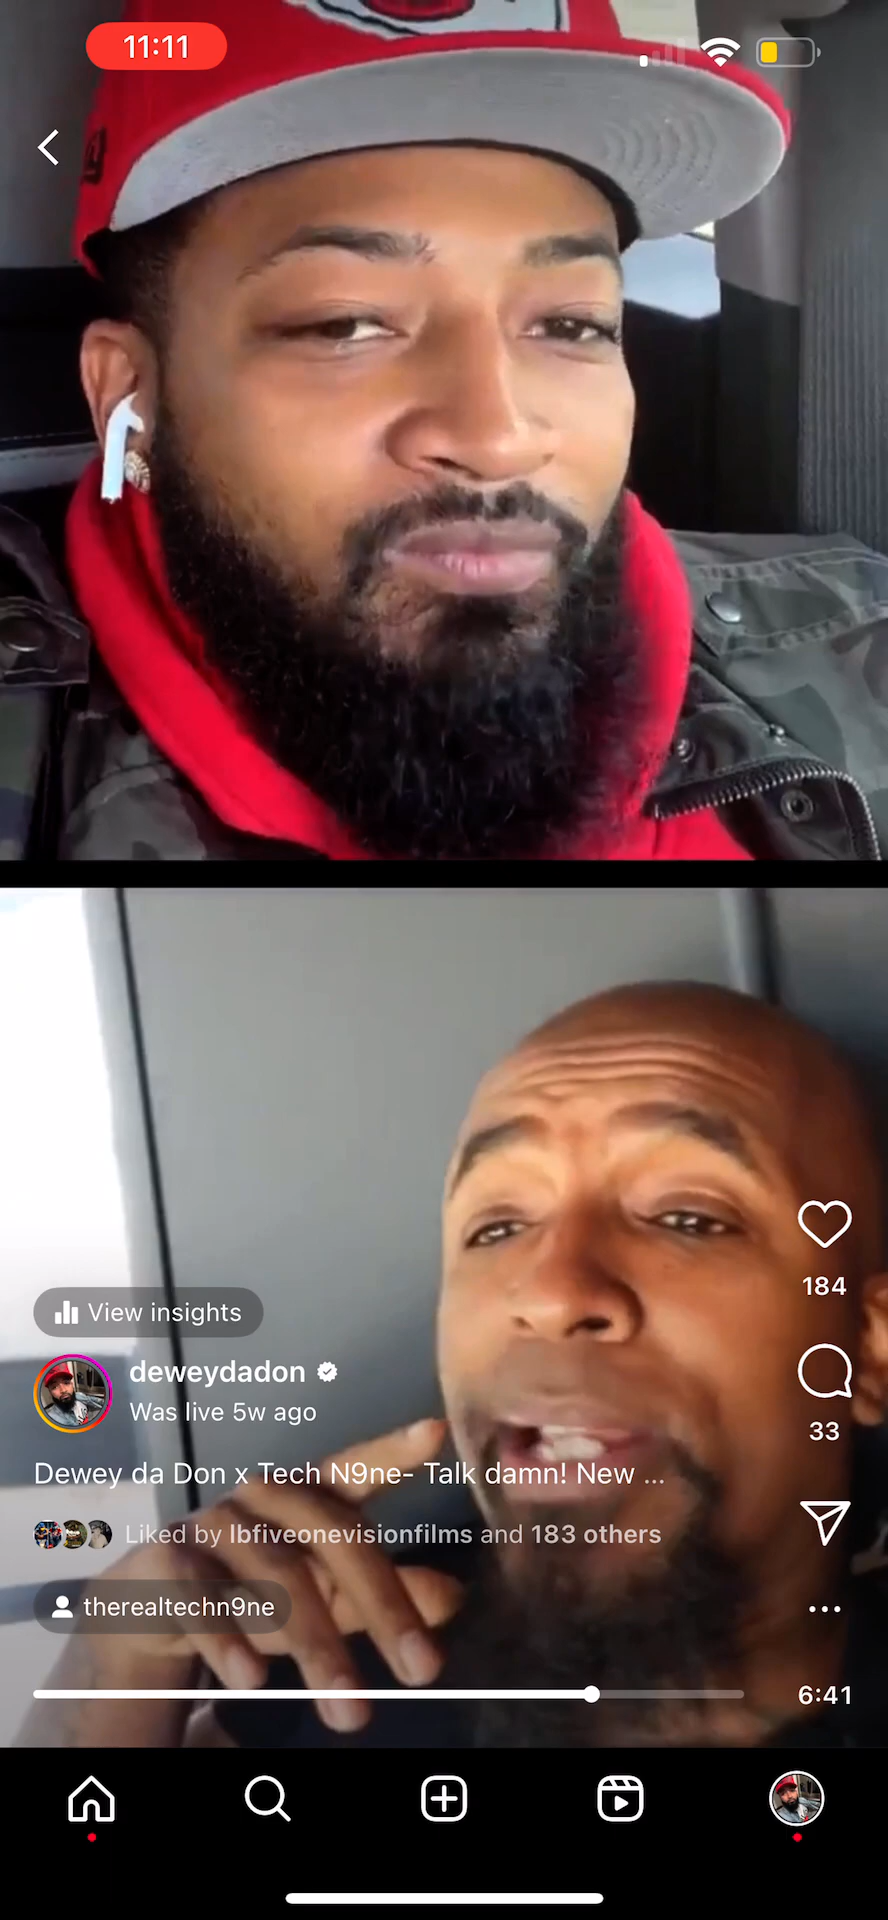 11:11
View insights
deweydadon
Was live 5w ago
Dewey da Don x Tech N9ne- Talk damn! New ...
Liked by lbfiveonevisionfilms and 183 others
therealtechn9ne
184
33
6:41